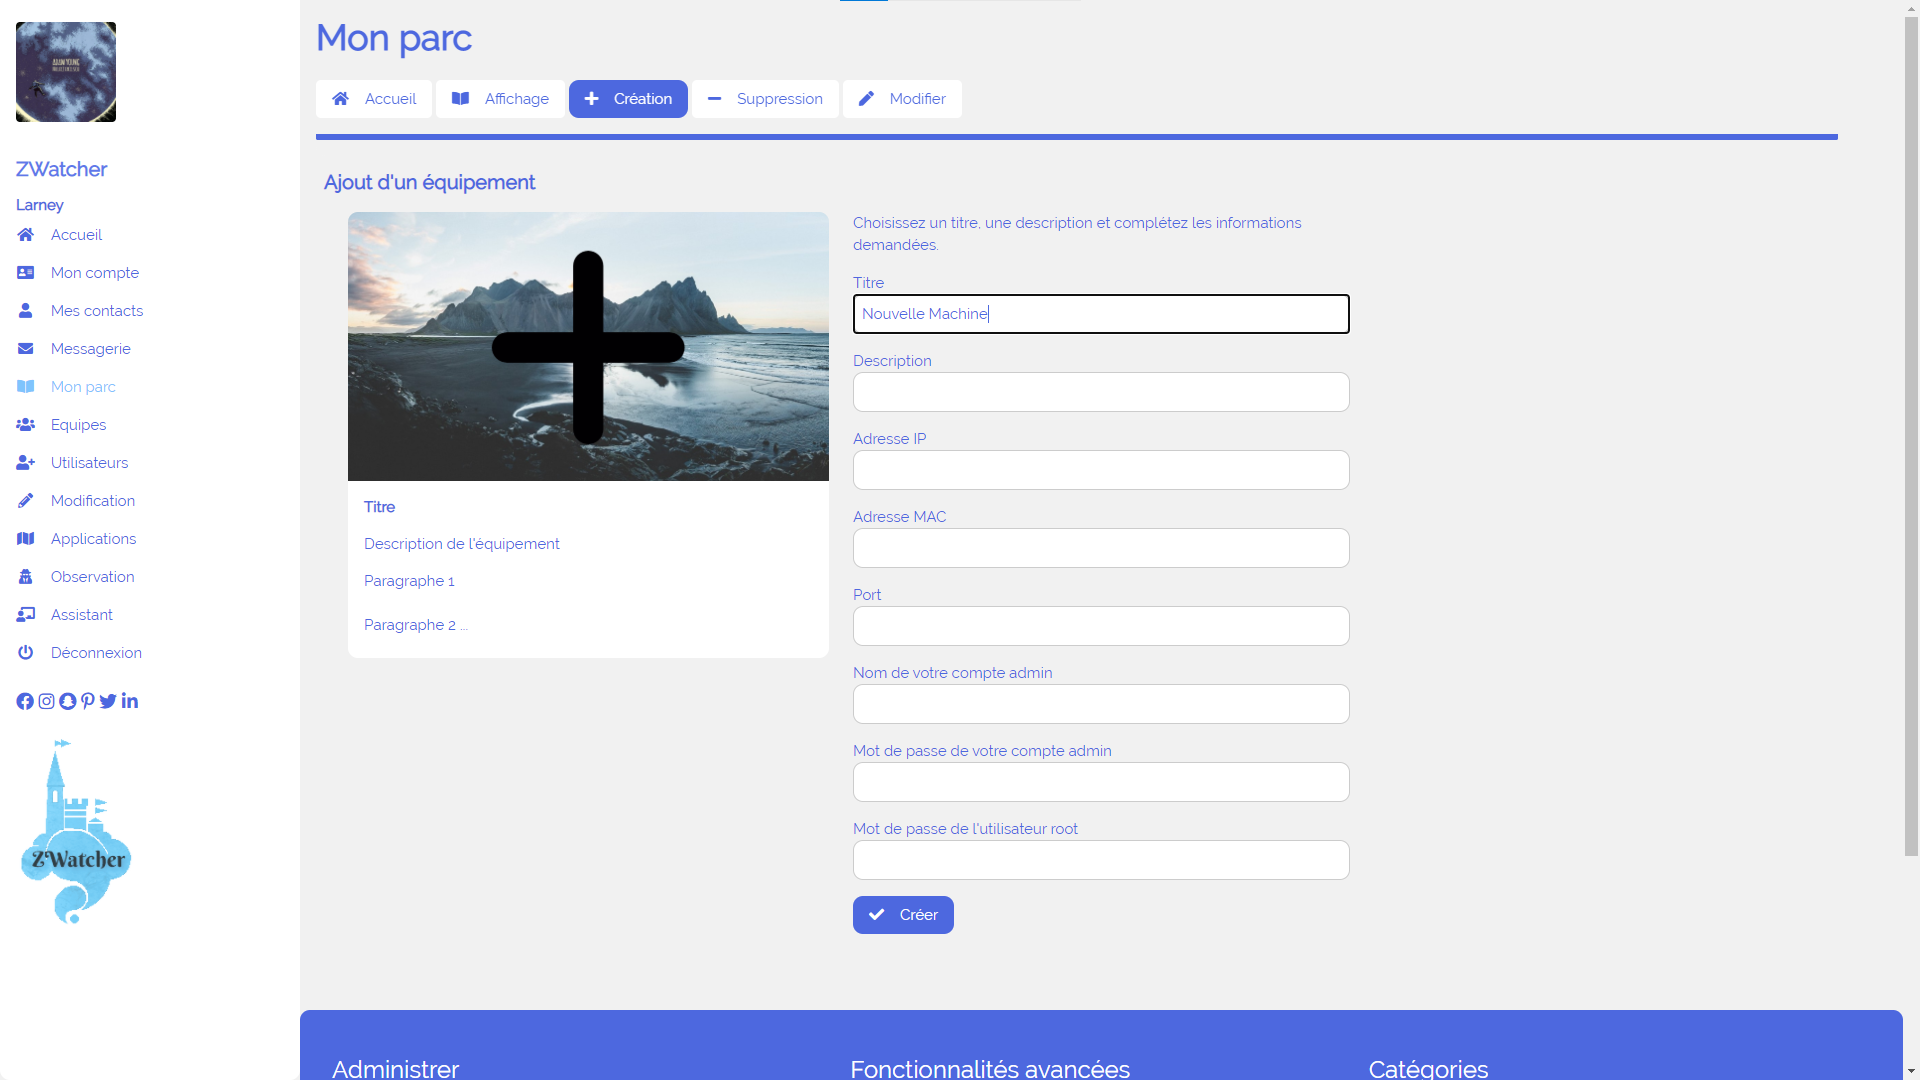 Mon parc
Accueil
Affichage
Création
Suppression
Modifier
ADAM YOUNG
ZWatcher
Larney
Accueil
Mon compte
Mes contacts
Messagerie
Mon parc
Equipes
Utilisateurs
Modification
Applications
Observation
Assistant
Déconnexion
ZWatcher
Ajout d'un équipement
Titre
Description de l'équipement
Paragraphe 1
Paragraphe 2 ...
Choisissez un titre, une description et complétez les informations
demandées.
Titre
Nouvelle Machine
Description
Adresse IP
Adresse MAC
Port
Nom de votre compte admin
Mot de passe de votre compte admin
Mot de passe de l'utilisateur root
Créer
Administrer
Fonctionnalités avancées
Catégories